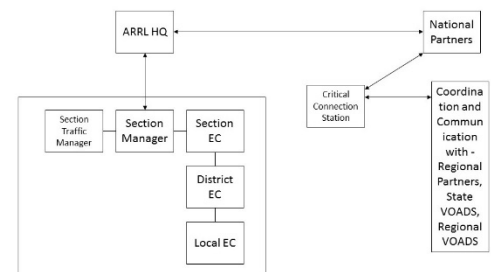 ARRL HQ
National
Partners
Critical
Connection
Station
Coordina
tion and
Commun
ication
with -
Regional
Partners,
State
VOADS,
Regional
VOADS
Section
Traffic
Manager
Section
Manager
Section
EC
District
EC
Local EC